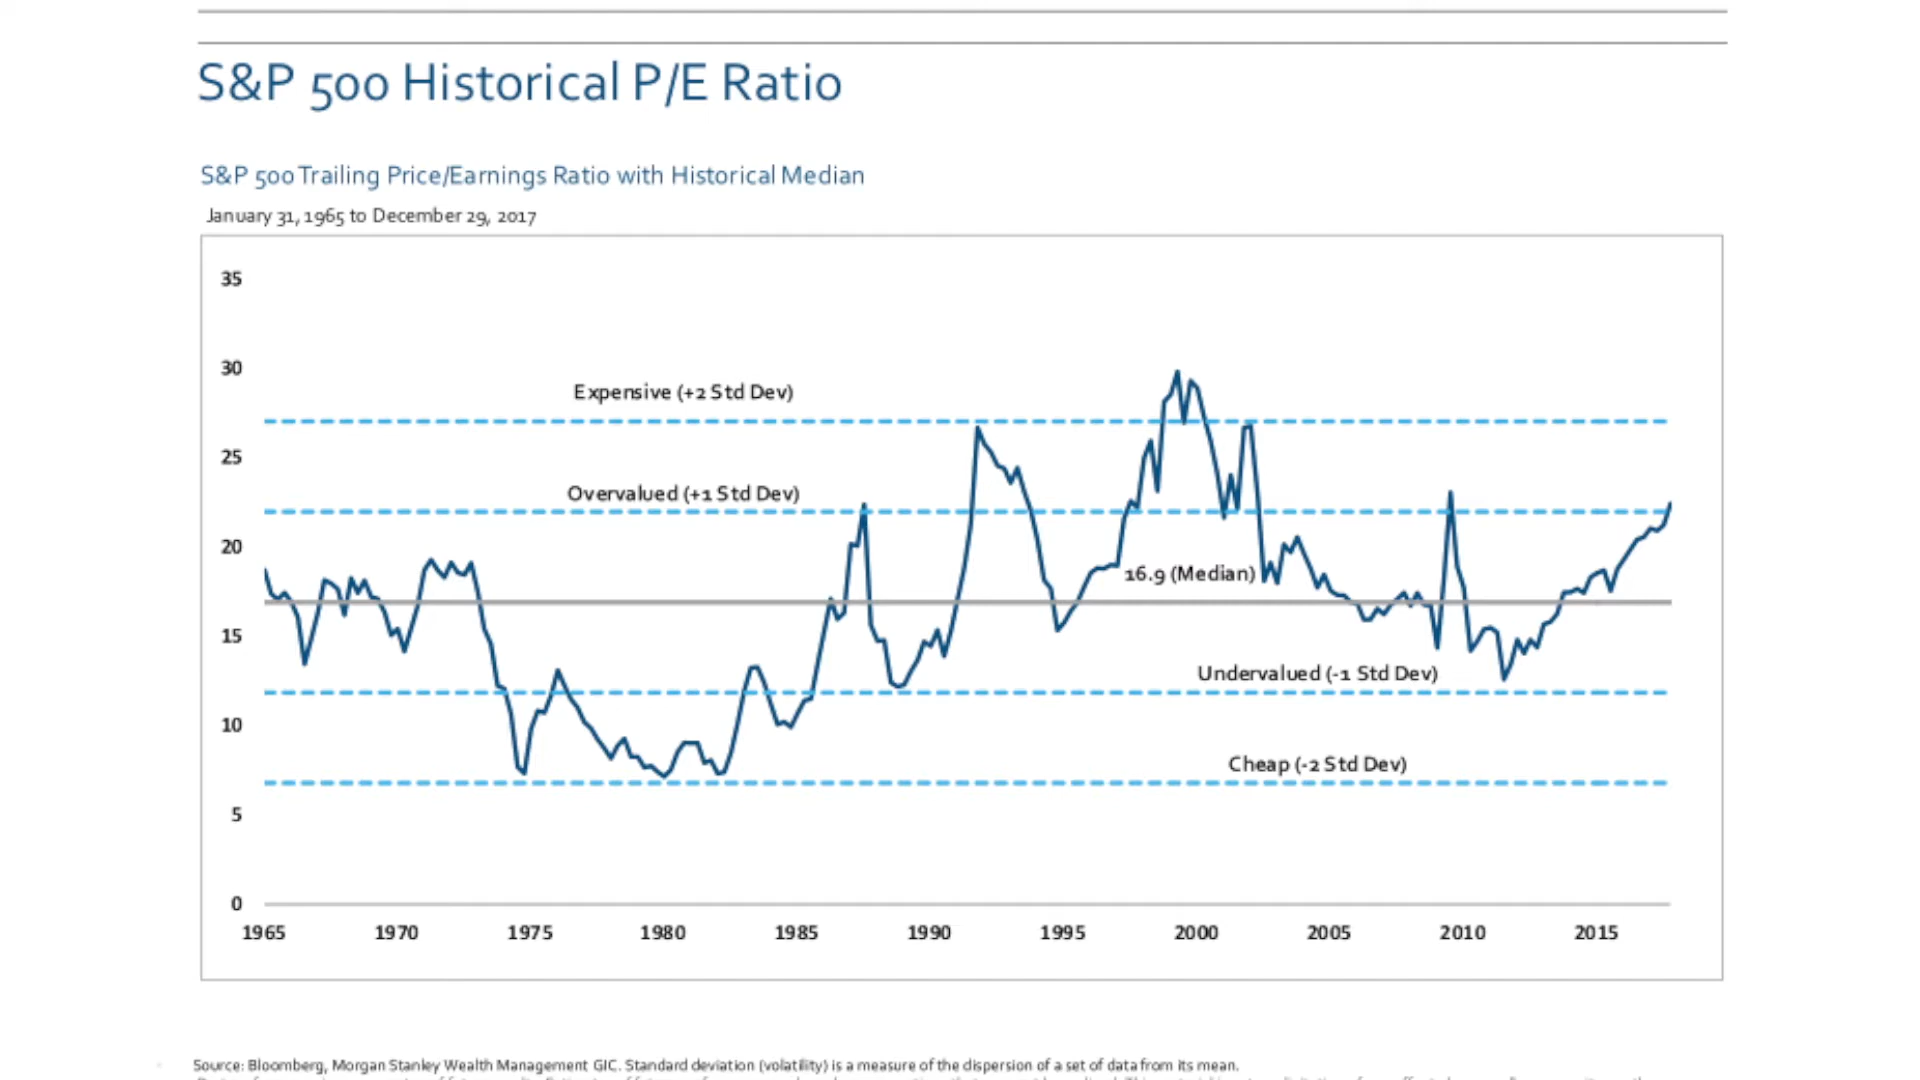 S&P 500 Historical P/E Ratio
S&P 500 Trailing Price/Earnings Ratio with Historical Median
January 31, 1965 to December 29, 2017
35
30
Expensive (+2 Std Dev)
25
Overvalued (+1 Std Dev)
20
16.9 (Median)
15
Undervalued (-1 Std Dev)
10
Cheap (-2 Std Dev)
5
0
1965 1970 1975 1980 1985 1990 1995 2000 2005 2010 2015
Source: Bloomberg, Morgan Stanley Wealth Management GIC. Standard deviation (volatility) is a measure of the dispersion of a set of data from its mean.